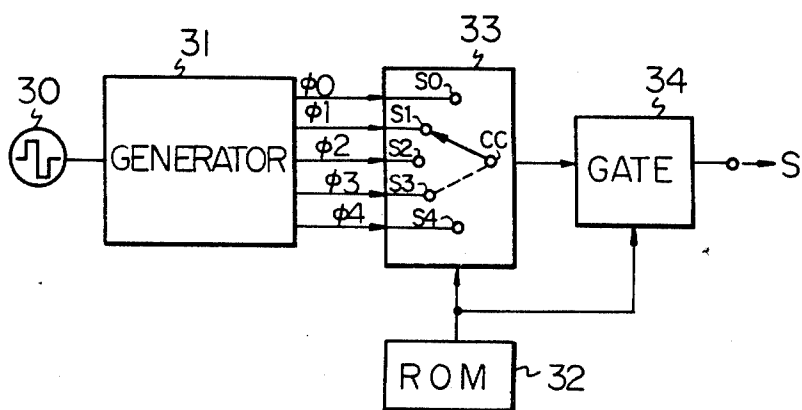 31
33
30
34
GENERATOR
ϕ0
ϕ1
ϕ2
ϕ3
ϕ4
S0
S1
S2
S3
S4
CC
GATE
S
ROM
32